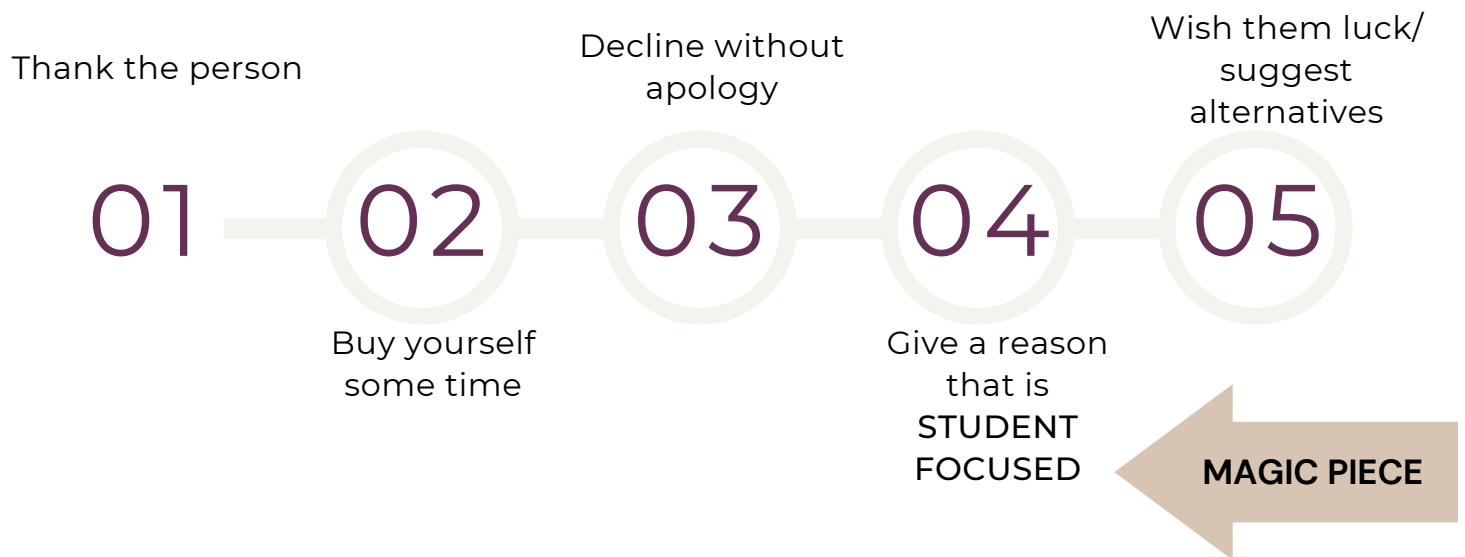 Thank the person
01
02
Buy yourself
some time
Decline without
apology
03
04
Give a reason
that is
STUDENT
FOCUSED
MAGIC PIECE
Wish them luck/
suggest
alternatives
05